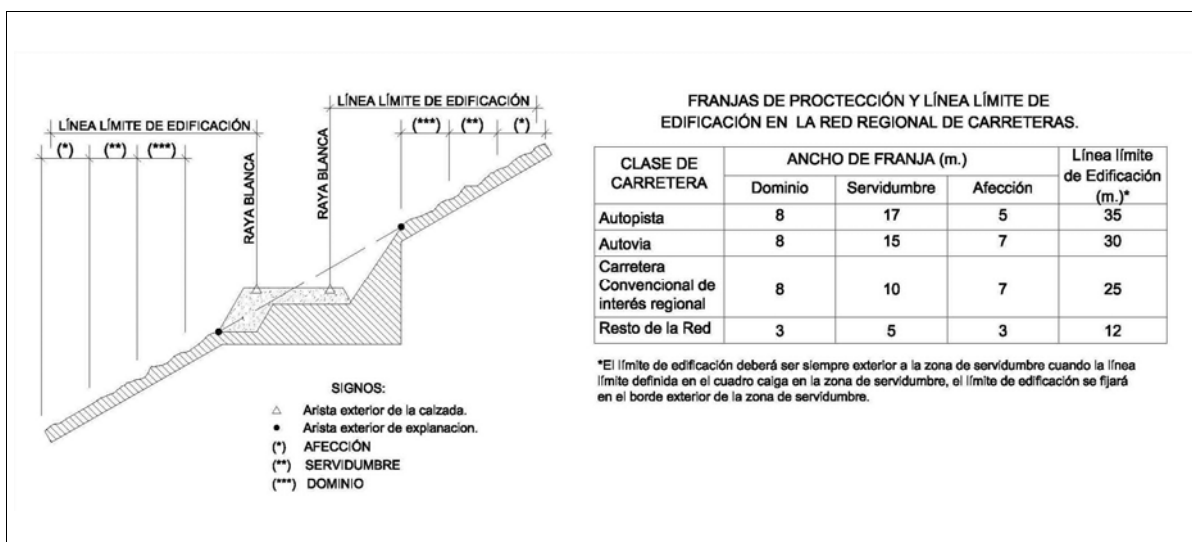 LÍNEA LÍMITE DE EDIFICACIÓN
(***) (**) (*)
LÍNEA LÍMITE DE EDIFICACIÓN
(*) (**) (***)
RAYA BLANCA
RAYA BLANCA
SIGNOS:
△ Arista exterior de la calzada.
● Arista exterior de explanacion.
(*) AFECCIÓN
(**) SERVIDUMBRE
(***) DOMINIO
FRANJAS DE PROCTECCIÓN Y LÍNEA LÍMITE DE
EDIFICACIÓN EN LA RED REGIONAL DE CARRETERAS.
CLASE DE CARRETERA ANCHO DE FRANJA (m.) Línea límite de Edificación (m.)*
Dominio Servidumbre Afección
Autopista 8 17 5 35
Autovia 8 15 7 30
Carretera
Convencional de
interés regional 8 10 7 25
Resto de la Red 3 5 3 12
*El límite de edificación deberá ser siempre exterior a la zona de servidumbre cuando la línea
límite definida en el cuadro caiga en la zona de servidumbre, el límite de edificación se fijará
en el borde exterior de la zona de servidumbre.